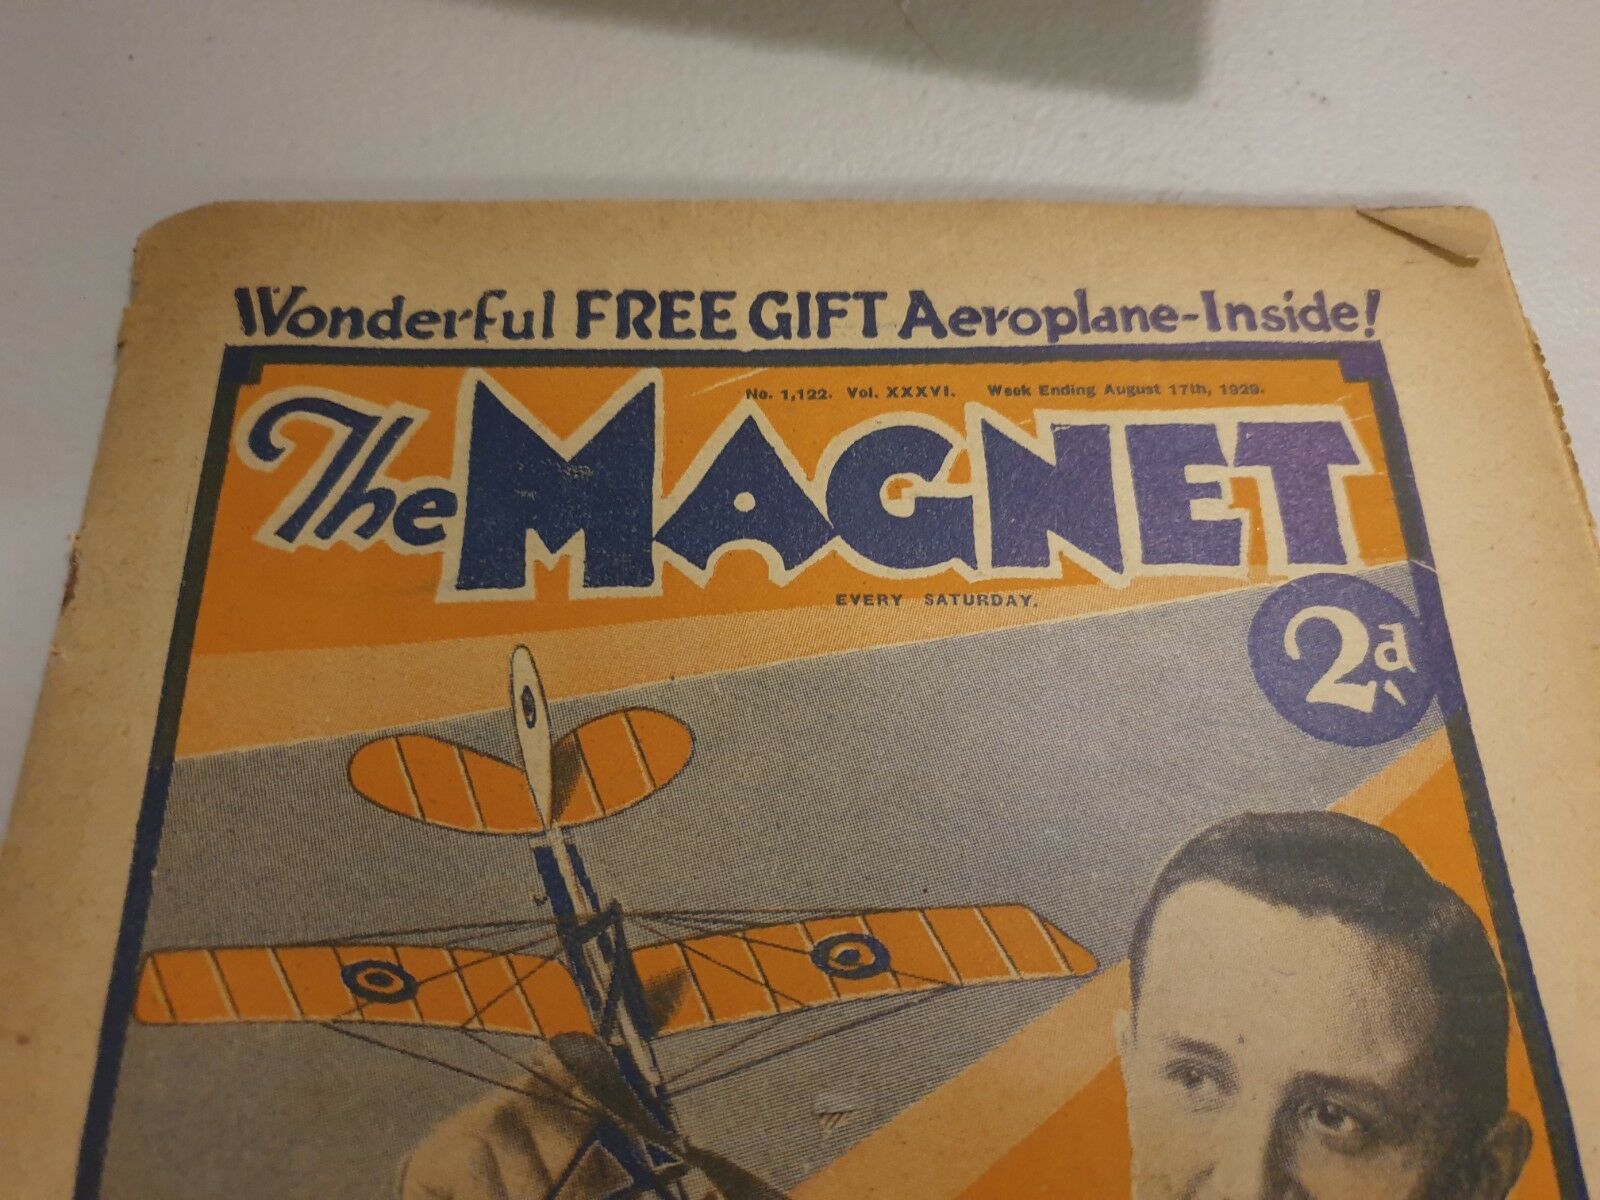 Wonderful FREE GIFT Aeroplane-Inside!
No. 1,122. Vol. XXXVI. Week Ending August 17th, 1929.
The MAGNET
EVERY SATURDAY.
2d